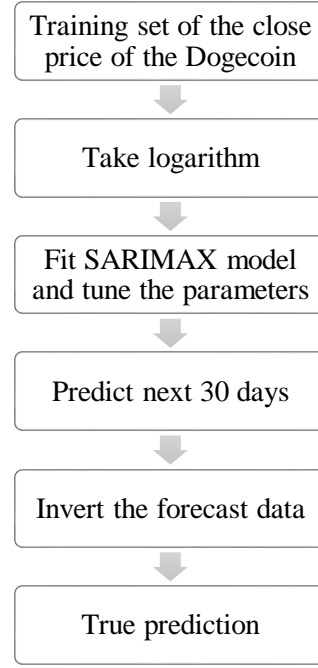 Training set of the close
price of the Dogecoin
Take logarithm
Fit SARIMAX model
and tune the parameters
Predict next 30 days
Invert the forecast data
True prediction